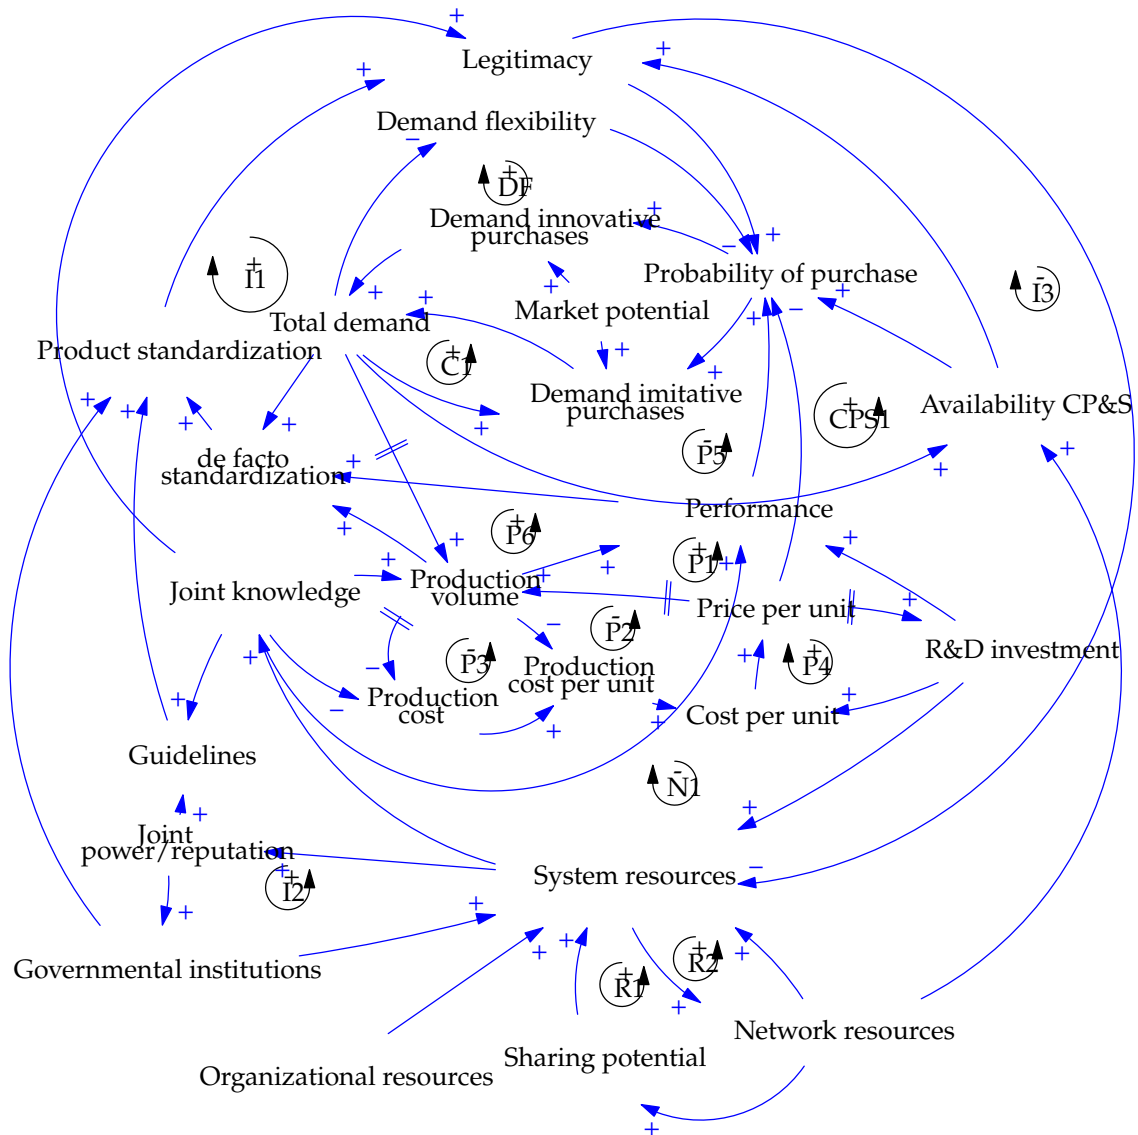 Legitimacy
Demand flexibility
DF
Demand innovative
purchases
Probability of purchase
I1
I3
Market potential
Total demand
Product standardization
C1
Demand imitative
purchases
CPS1
Availability CP&S
P5
de facto
standardization
Performance
P6
P1
Joint knowledge
Production
volume
Price per unit
P2
R&D investment
P3
Production
cost per unit
P4
Production
cost
Cost per unit
Guidelines
N1
Joint
power/reputation
System resources
I2
Governmental institutions
R1
R2
Network resources
Sharing potential
Organizational resources